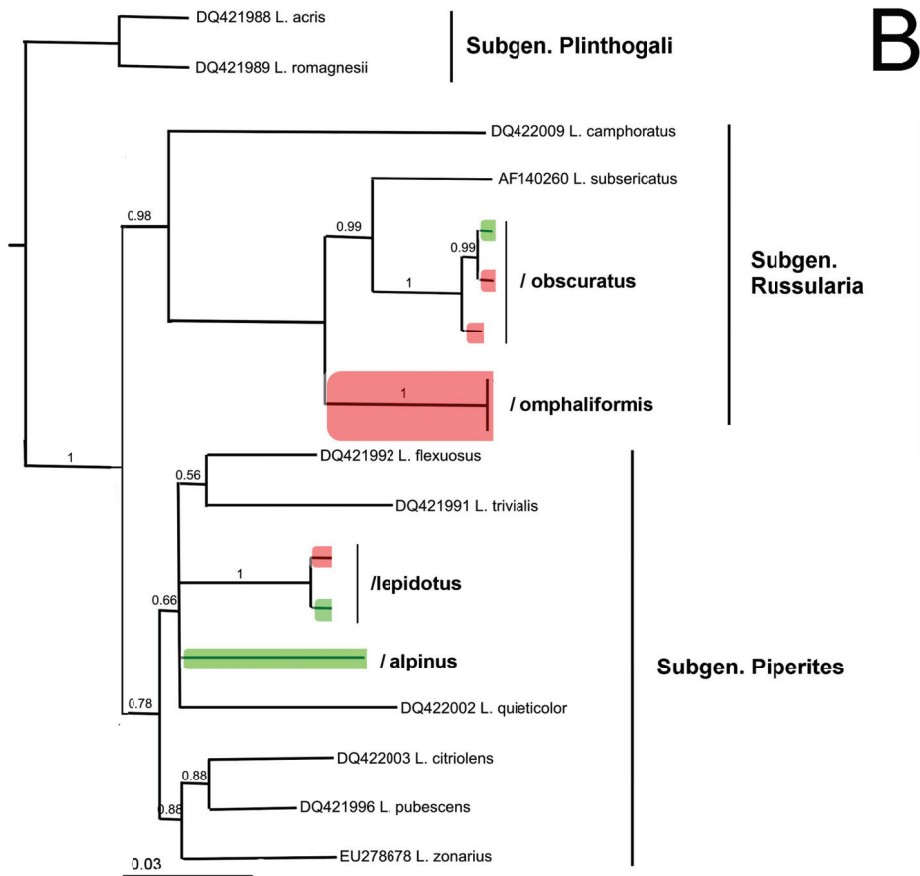 B
DQ421988 L. acris
Subgen. Plinthogali
DQ421989 L. romagnesii
DQ422009 L. camphoratus
AF140260 L. subsericatus
0.98
0.99
0.99
Subgen.
Russularia
/ obscuratus
1
1
/ omphaliformis
1
DQ421992 L. flexuosus
0.56
DQ421991 L. trivialis
1
/lepidotus
0.66
/ alpinus
Subgen. Piperites
0.78
DQ422002 L. quieticolor
DQ422003 L. citriolens
0.88
DQ421996 L. pubescens
0.88
EU278678 L. zonarius
0.03